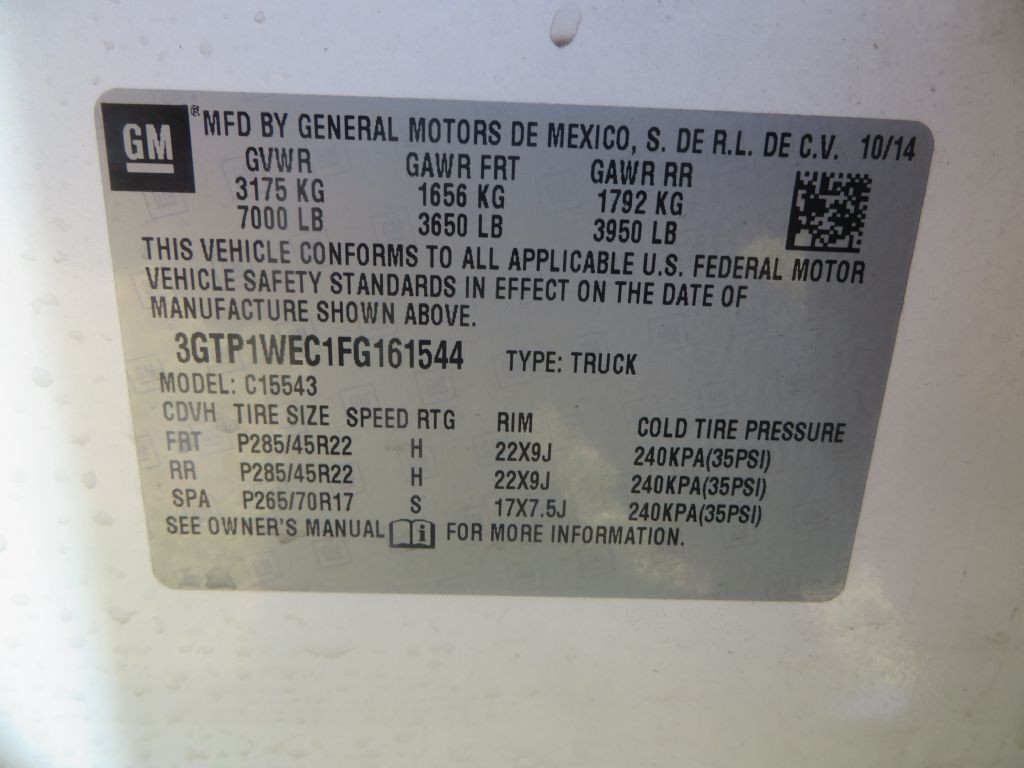 GM ® MFD BY GENERAL MOTORS DE MEXICO, S. DE R.L. DE C.V. 10/14
GVWR GAWR FRT GAWR RR
3175 KG 1656 KG 1792 KG
7000 LB 3650 LB 3950 LB
THIS VEHICLE CONFORMS TO ALL APPLICABLE U.S. FEDERAL MOTOR
VEHICLE SAFETY STANDARDS IN EFFECT ON THE DATE OF
MANUFACTURE SHOWN ABOVE.
3GTP1WEC1FG161544 TYPE: TRUCK
MODEL: C15543
CDVH TIRE SIZE SPEED RTG RIM COLD TIRE PRESSURE
FRT P285/45R22 H 22X9J 240KPA(35PSI)
RR P285/45R22 H 22X9J 240KPA(35PSI)
SPA P265/70R17 S 17X7.5J 240KPA(35PSI)
SEE OWNER'S MANUAL i FOR MORE INFORMATION.